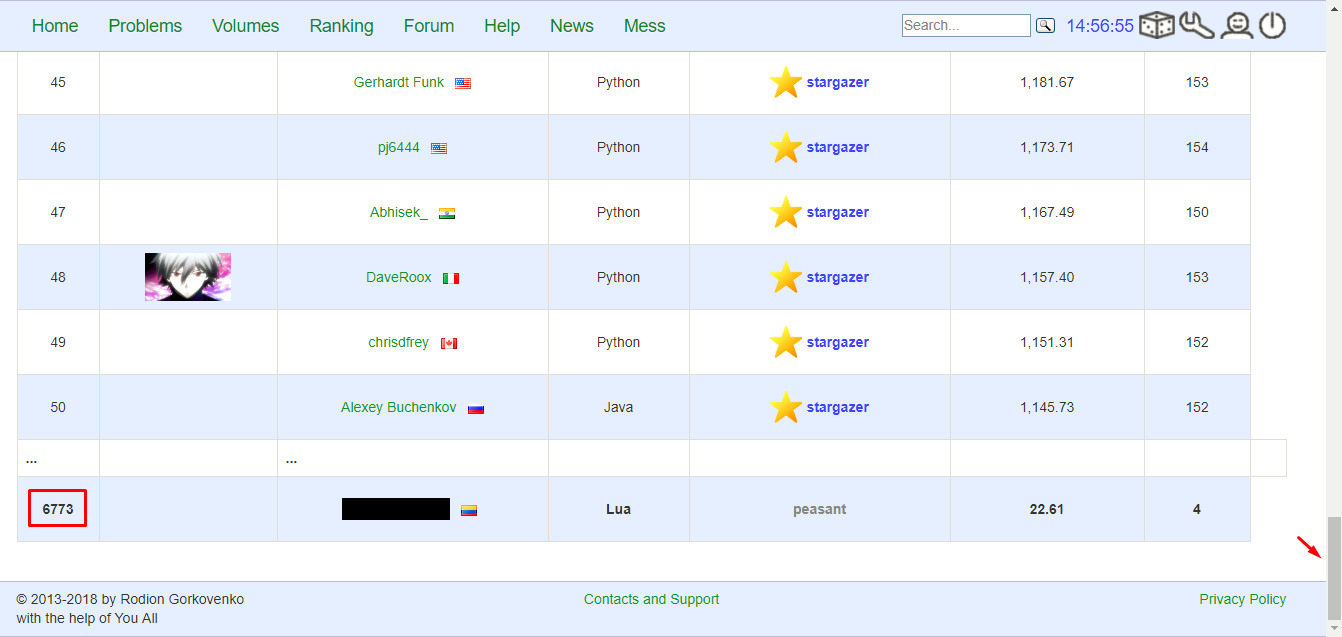 Home Problems Volumes Ranking Forum Help News Mess Search... 14:56:55
45 Gerhardt Funk Python stargazer 1,181.67 153
46 pj6444 Python stargazer 1,173.71 154
47 Abhisek_ Python stargazer 1,167.49 150
48 DaveRoox Python stargazer 1,157.40 153
49 chrisdfrey Python stargazer 1,151.31 152
50 Alexey Buchenkov Java stargazer 1,145.73 152
... ...
6773 Lua peasant 22.61 4
© 2013-2018 by Rodion Gorkovenko Contacts and Support Privacy Policy
with the help of You All